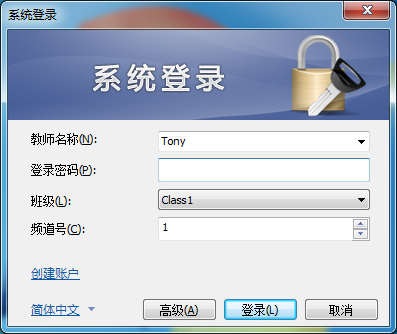 系统登录
系统登录
教师名称(N): Tony
登录密码(P):
班级(L): Class1
频道号(C): 1
创建账户
简体中文 高级(A) 登录(L) 取消